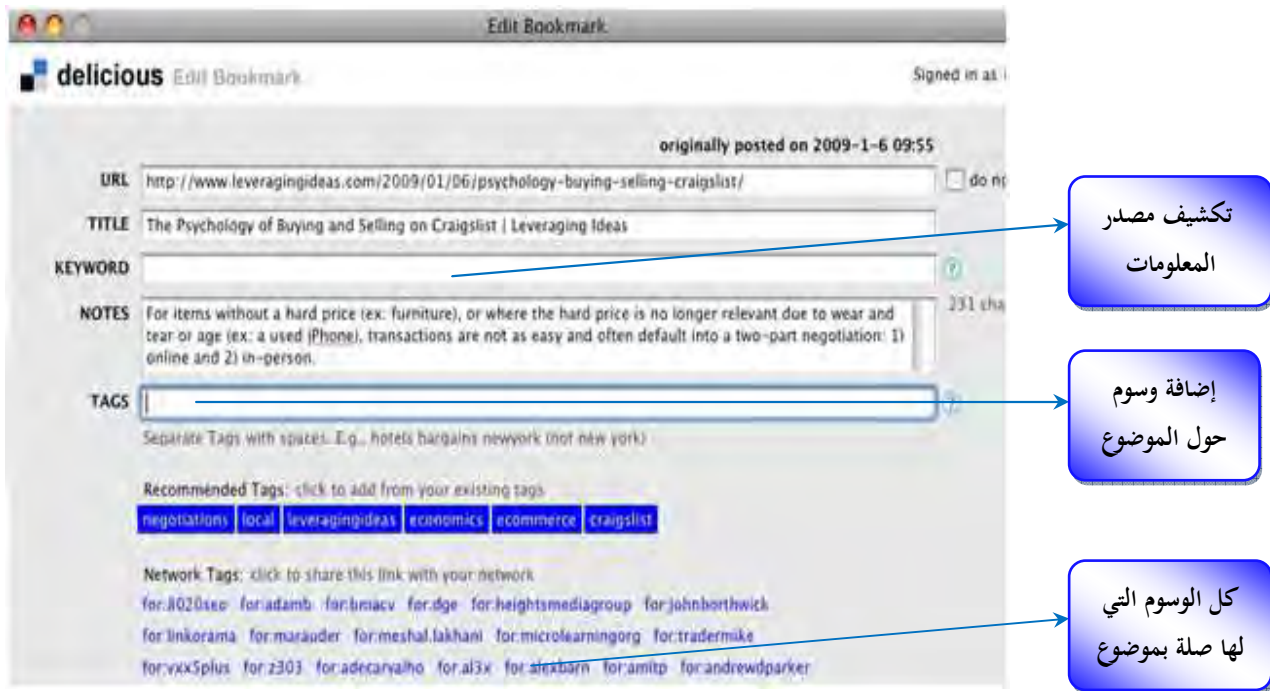 Edit Bookmark
delicious Edit Bookmark
Signed in as
originally posted on 2009-1-6 09:55
URL http://www.leveragingideas.com/2009/01/06/psychology-buying-selling-craigslist/
do no
TITLE The Psychology of Buying and Selling on Craigslist | Leveraging Ideas
KEYWORD
?
NOTES For items without a hard price (ex: furniture), or where the hard price is no longer relevant due to wear and
tear or age (ex: a used iPhone), transactions are not as easy and often default into a two-part negotiation: 1)
online and 2) in-person.
231 cha
TAGS
?
Separate Tags with spaces. E.g., hotels bargains newyork (not new york)
Recommended Tags: click to add from your existing tags
negotiations local leveragingideas economics ecommerce craigslist
Network Tags: click to share this link with your network
for:8020seo for:adamb for:bmacv for:dge for:heightsmediagroup for:johnborthwick
for:linkorama for:marauder for:meshal.lakhani for:microlearningorg for:tradermike
for:vxx5plus for:z303 for:adecarvalho for:al3x for:alexbarn for:amitp for:andrewdparker
تكشيف مصدر
المعلومات
إضافة وسوم
حول الموضوع
كل الوسوم التي
لها صلة بموضوع